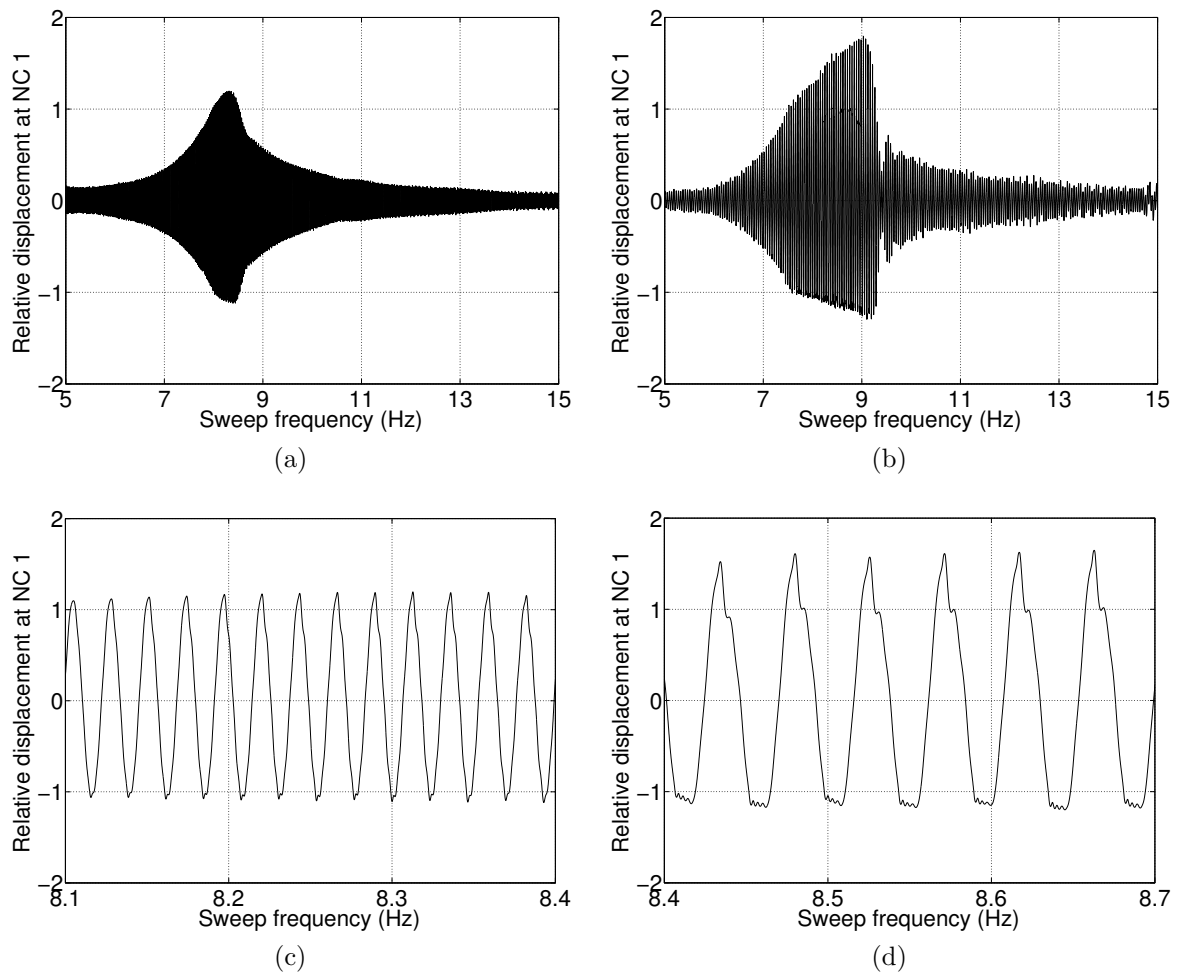 2
1
0
−1
−2
5 7 9 11 13 15
Relative displacement at NC 1
Sweep frequency (Hz)
(a)
2
1
0
−1
−2
5 7 9 11 13 15
Relative displacement at NC 1
Sweep frequency (Hz)
(b)
2
1
0
−1
−2
8.1 8.2 8.3 8.4
Relative displacement at NC 1
Sweep frequency (Hz)
(c)
2
1
0
−1
−2
8.4 8.5 8.6 8.7
Relative displacement at NC 1
Sweep frequency (Hz)
(d)